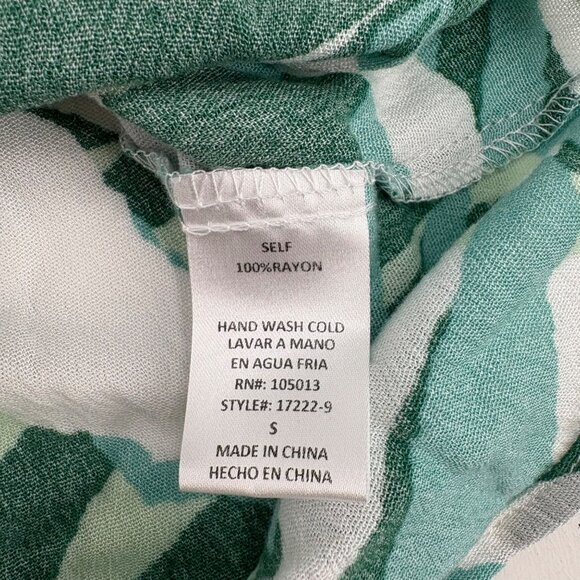 SELF
100%RAYON
HAND WASH COLD
LAVAR A MANO
EN AGUA FRIA
RN#: 105013
STYLE#: 17222-9
S
MADE IN CHINA
HECHO EN CHINA